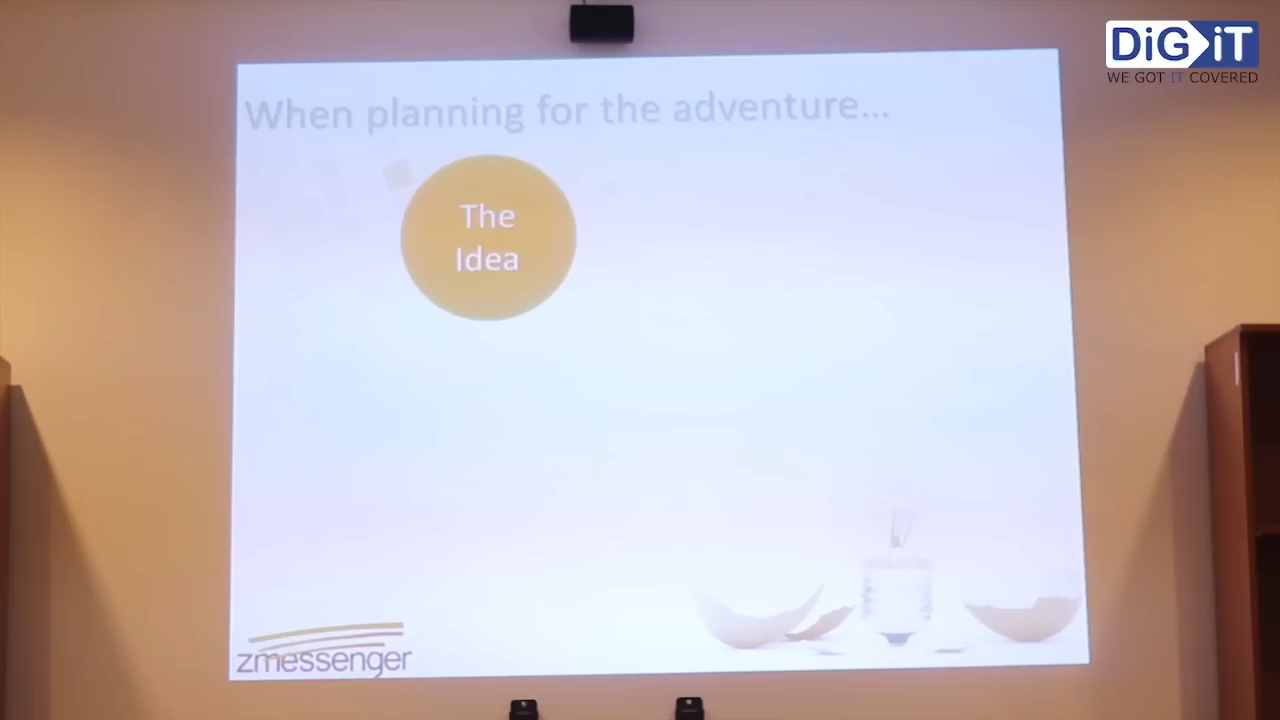 DiGiT
WE GOT IT COVERED
When planning for the adventure...
The
Idea
zmessenger